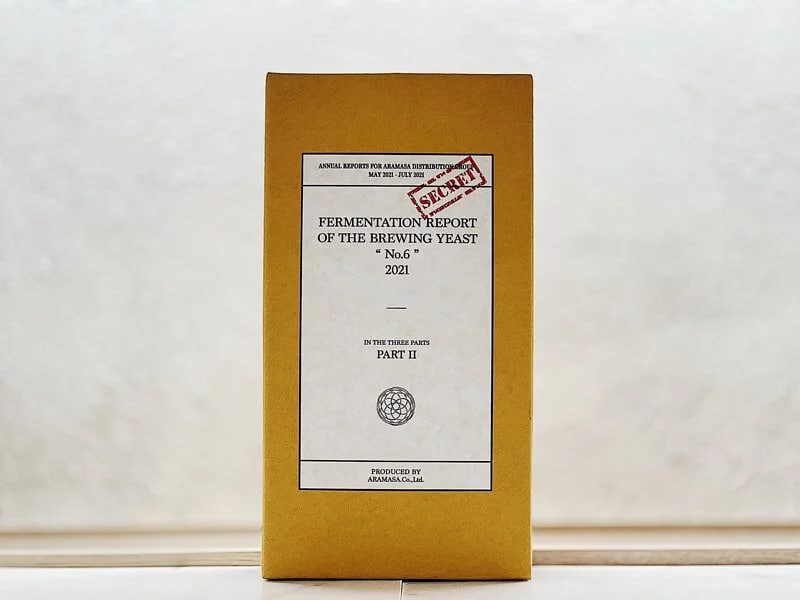 ANNUAL REPORTS FOR ARAMASA DISTRIBUTION GROUP
MAY 2021 - JULY 2021
SECRET
FERMENTATION REPORT
OF THE BREWING YEAST
“ No.6 ”
2021
IN THE THREE PARTS
PART II
PRODUCED BY
ARAMASA.Co.,Ltd.